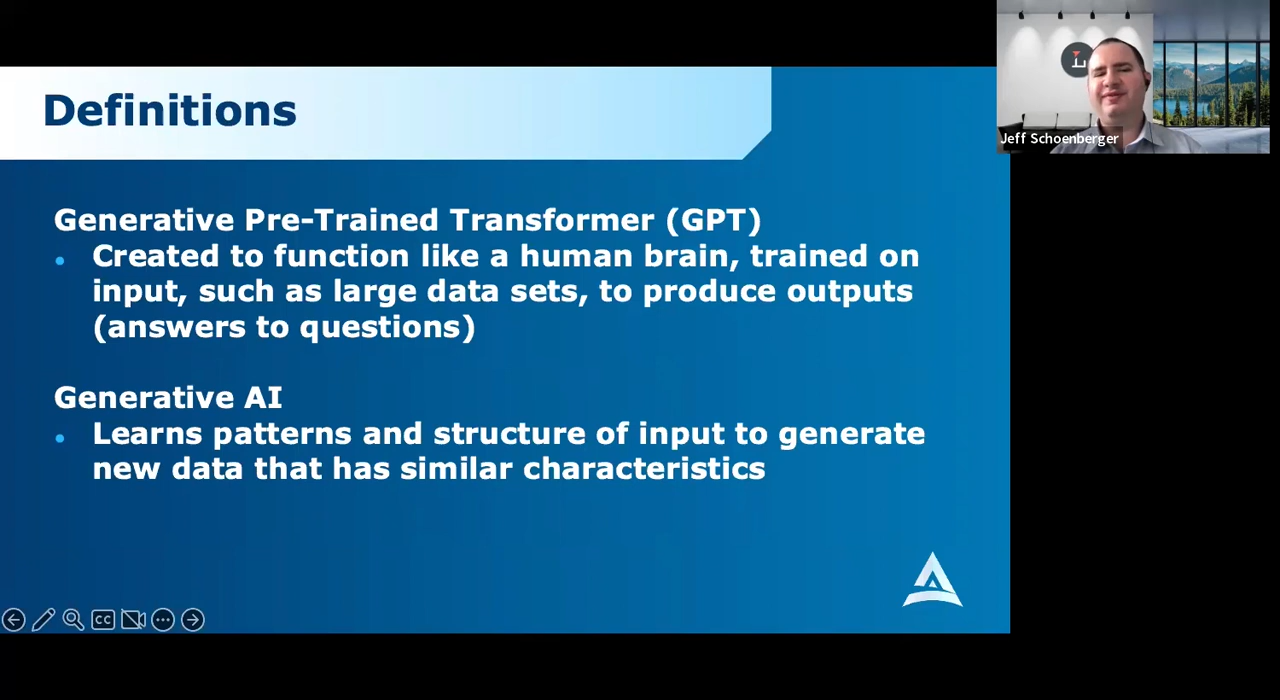 Definitions
Jeff Schoenberger
Generative Pre-Trained Transformer (GPT)
• Created to function like a human brain, trained on
input, such as large data sets, to produce outputs
(answers to questions)
Generative AI
• Learns patterns and structure of input to generate
new data that has similar characteristics
CC